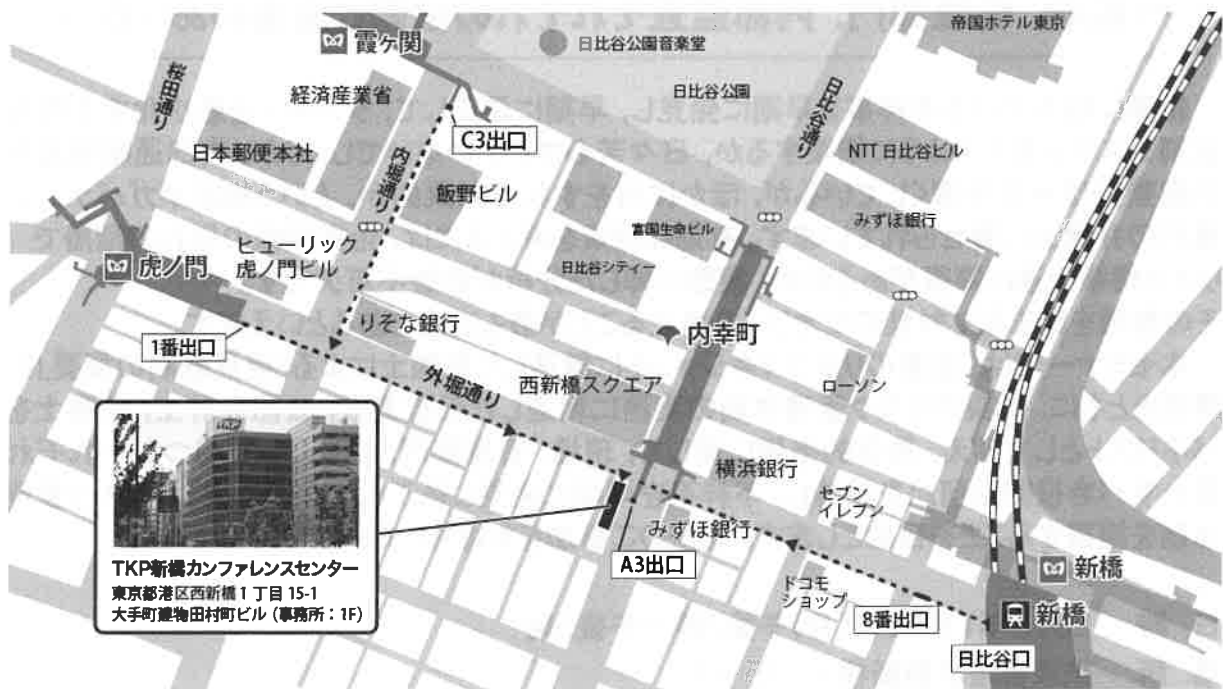 帝国ホテル東京
霞ヶ関
日比谷公園音楽堂
桜田通り
経済産業省
日比谷公園
日比谷通り
C3出口
日本郵便本社
内堀通り
飯野ビル
NTT 日比谷ビル
みずほ銀行
富国生命ビル
ヒューリック
虎ノ門ビル
虎ノ門
日比谷シティー
りそな銀行
内幸町
1番出口
外堀通り
西新橋スクエア
ローソン
横浜銀行
セブン
イレブン
みずほ銀行
A3出口
TKP新橋カンファレンスセンター
東京都港区西新橋1丁目 15-1
大手町建物田村町ビル (事務所:1F)
ドコモ
ショップ
8番出口
新橋
新橋
日比谷口